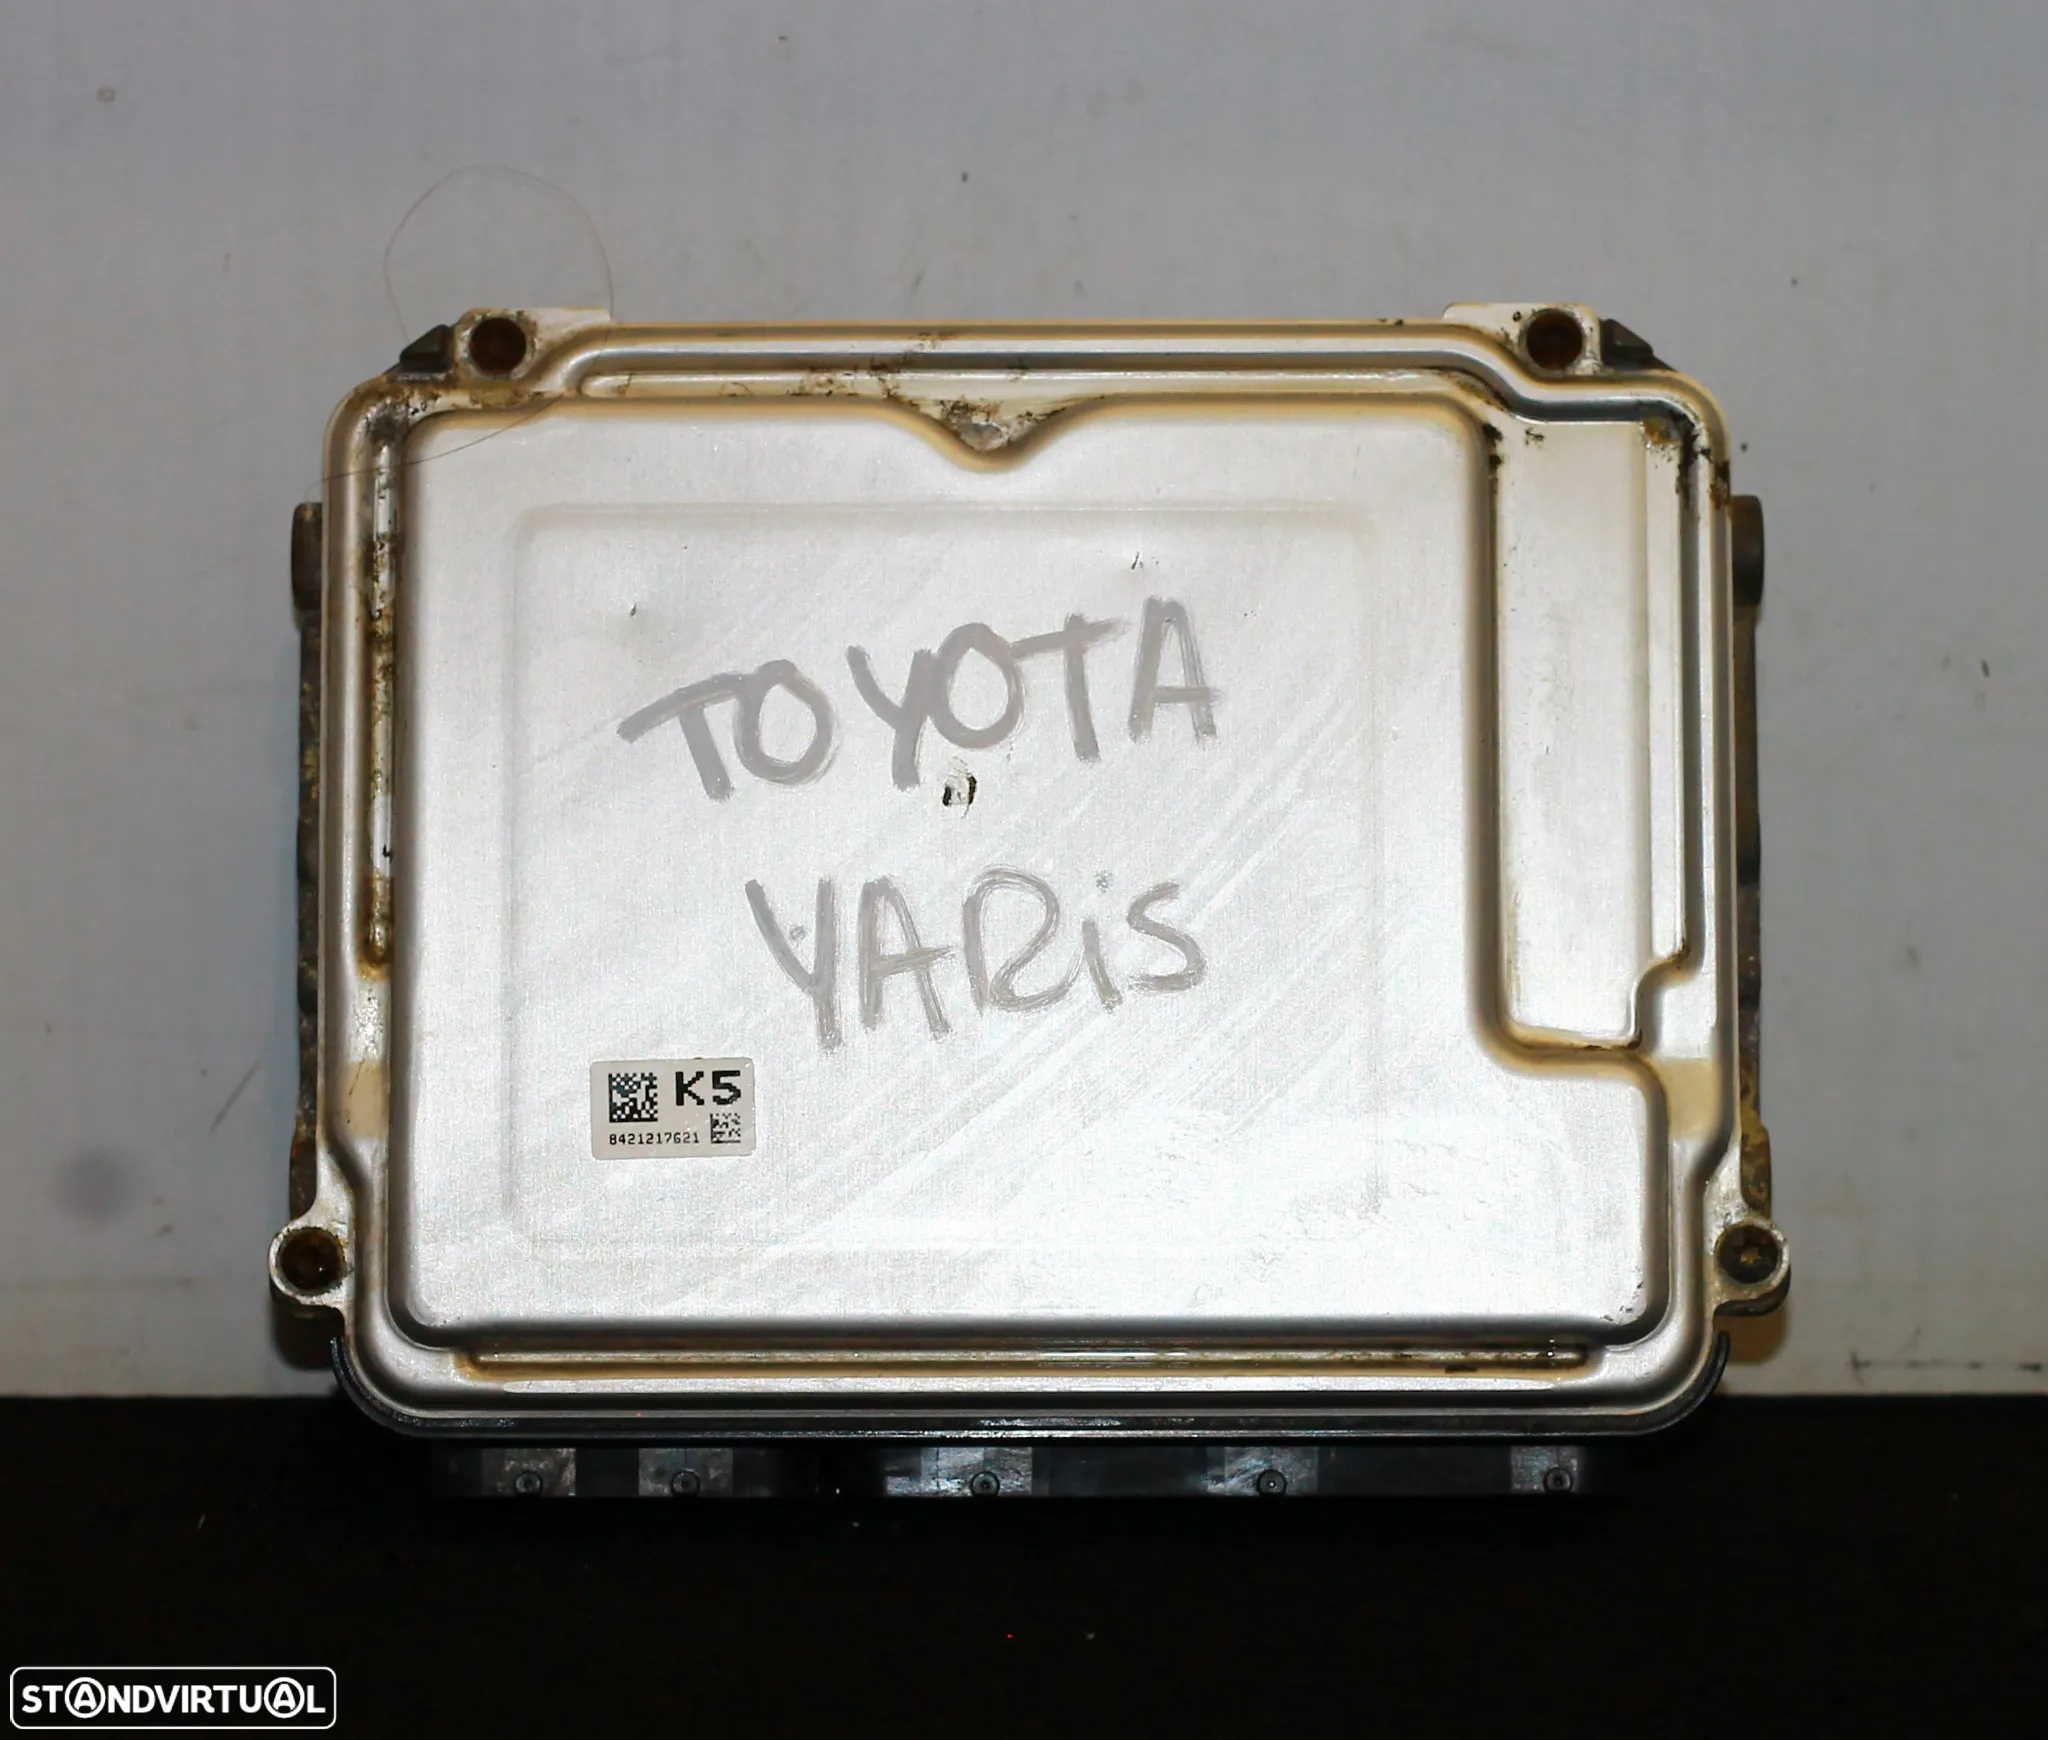 TOYOTA
YARiS
K5
8421217621
STANDVIRTUAL